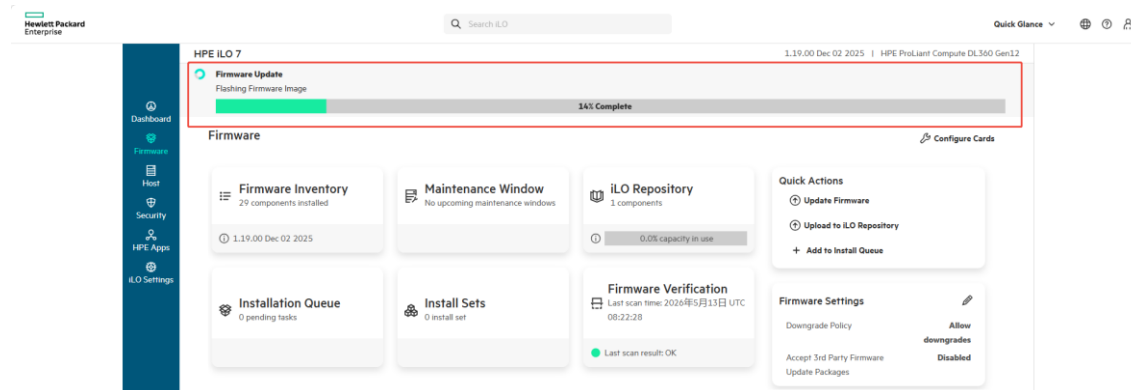 Hewlett Packard
Enterprise
Search iLO
Quick Glance
HPE iLO 7
1.19.00 Dec 02 2025 | HPE ProLiant Compute DL360 Gen12
Firmware Update
Flashing Firmware Image
14% Complete
Dashboard
Firmware
Host
Security
HPE Apps
iLO Settings
Firmware
Configure Cards
Firmware Inventory
29 components installed
1.19.00 Dec 02 2025
Maintenance Window
No upcoming maintenance windows
iLO Repository
1 components
0.0% capacity in use
Quick Actions
Update Firmware
Upload to iLO Repository
+ Add to Install Queue
Installation Queue
0 pending tasks
Install Sets
0 install set
Firmware Verification
Last scan time: 2026年5月13日 UTC
08:22:28
Last scan result: OK
Firmware Settings
Downgrade Policy
Allow
downgrades
Accept 3rd Party Firmware
Update Packages
Disabled